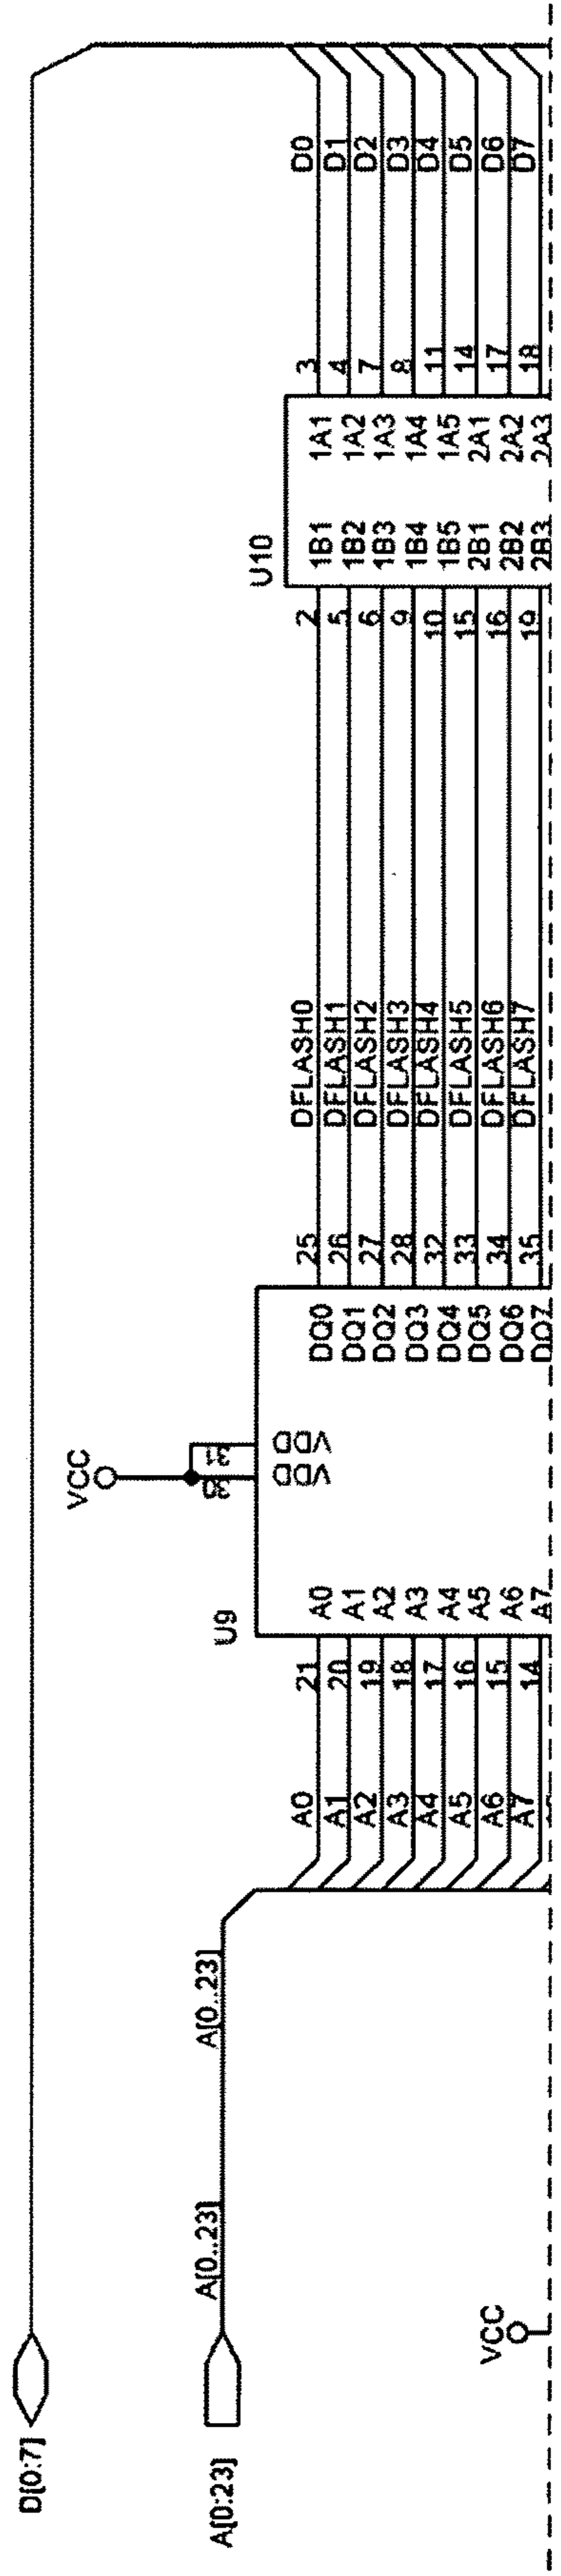 D[0:7]
A[0:23]
A[0..23]
A[0..23]
VCC
VCC
U9
A0 21 A0
A1 20 A1
A2 19 A2
A3 18 A3
A4 17 A4
A5 16 A5
A6 15 A6
A7 14 A7
30 VDD
31 VDD
DQ0 25 DFLASH0
DQ1 26 DFLASH1
DQ2 27 DFLASH2
DQ3 28 DFLASH3
DQ4 32 DFLASH4
DQ5 33 DFLASH5
DQ6 34 DFLASH6
DQ7 35 DFLASH7
U10
2 1B1 1A1 3 D0
5 1B2 1A2 4 D1
6 1B3 1A3 7 D2
9 1B4 1A4 8 D3
10 1B5 1A5 11 D4
15 2B1 2A1 14 D5
16 2B2 2A2 17 D6
19 2B3 2A3 18 D7